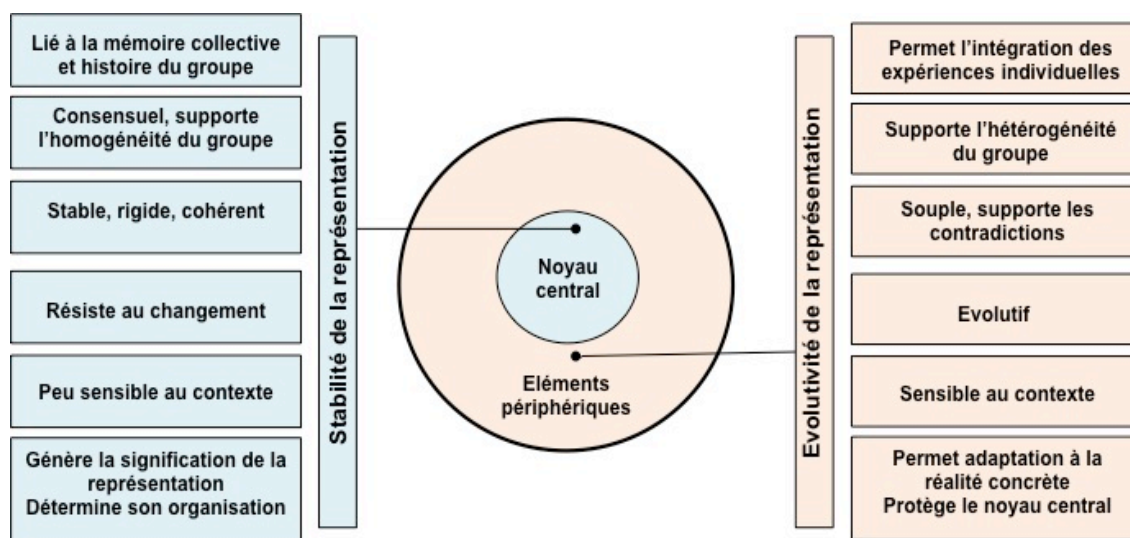 Lié à la mémoire collective
et histoire du groupe
Consensuel, supporte
l'homogénéité du groupe
Stable, rigide, cohérent
Résiste au changement
Peu sensible au contexte
Génère la signification de la
représentation
Détermine son organisation
Stabilité de la représentation
Noyau
central
Eléments
périphériques
Evolutivité de la représentation
Permet l'intégration des
expériences individuelles
Supporte l'hétérogénéité
du groupe
Souple, supporte les
contradictions
Evolutif
Sensible au contexte
Permet adaptation à la
réalité concrète
Protège le noyau central